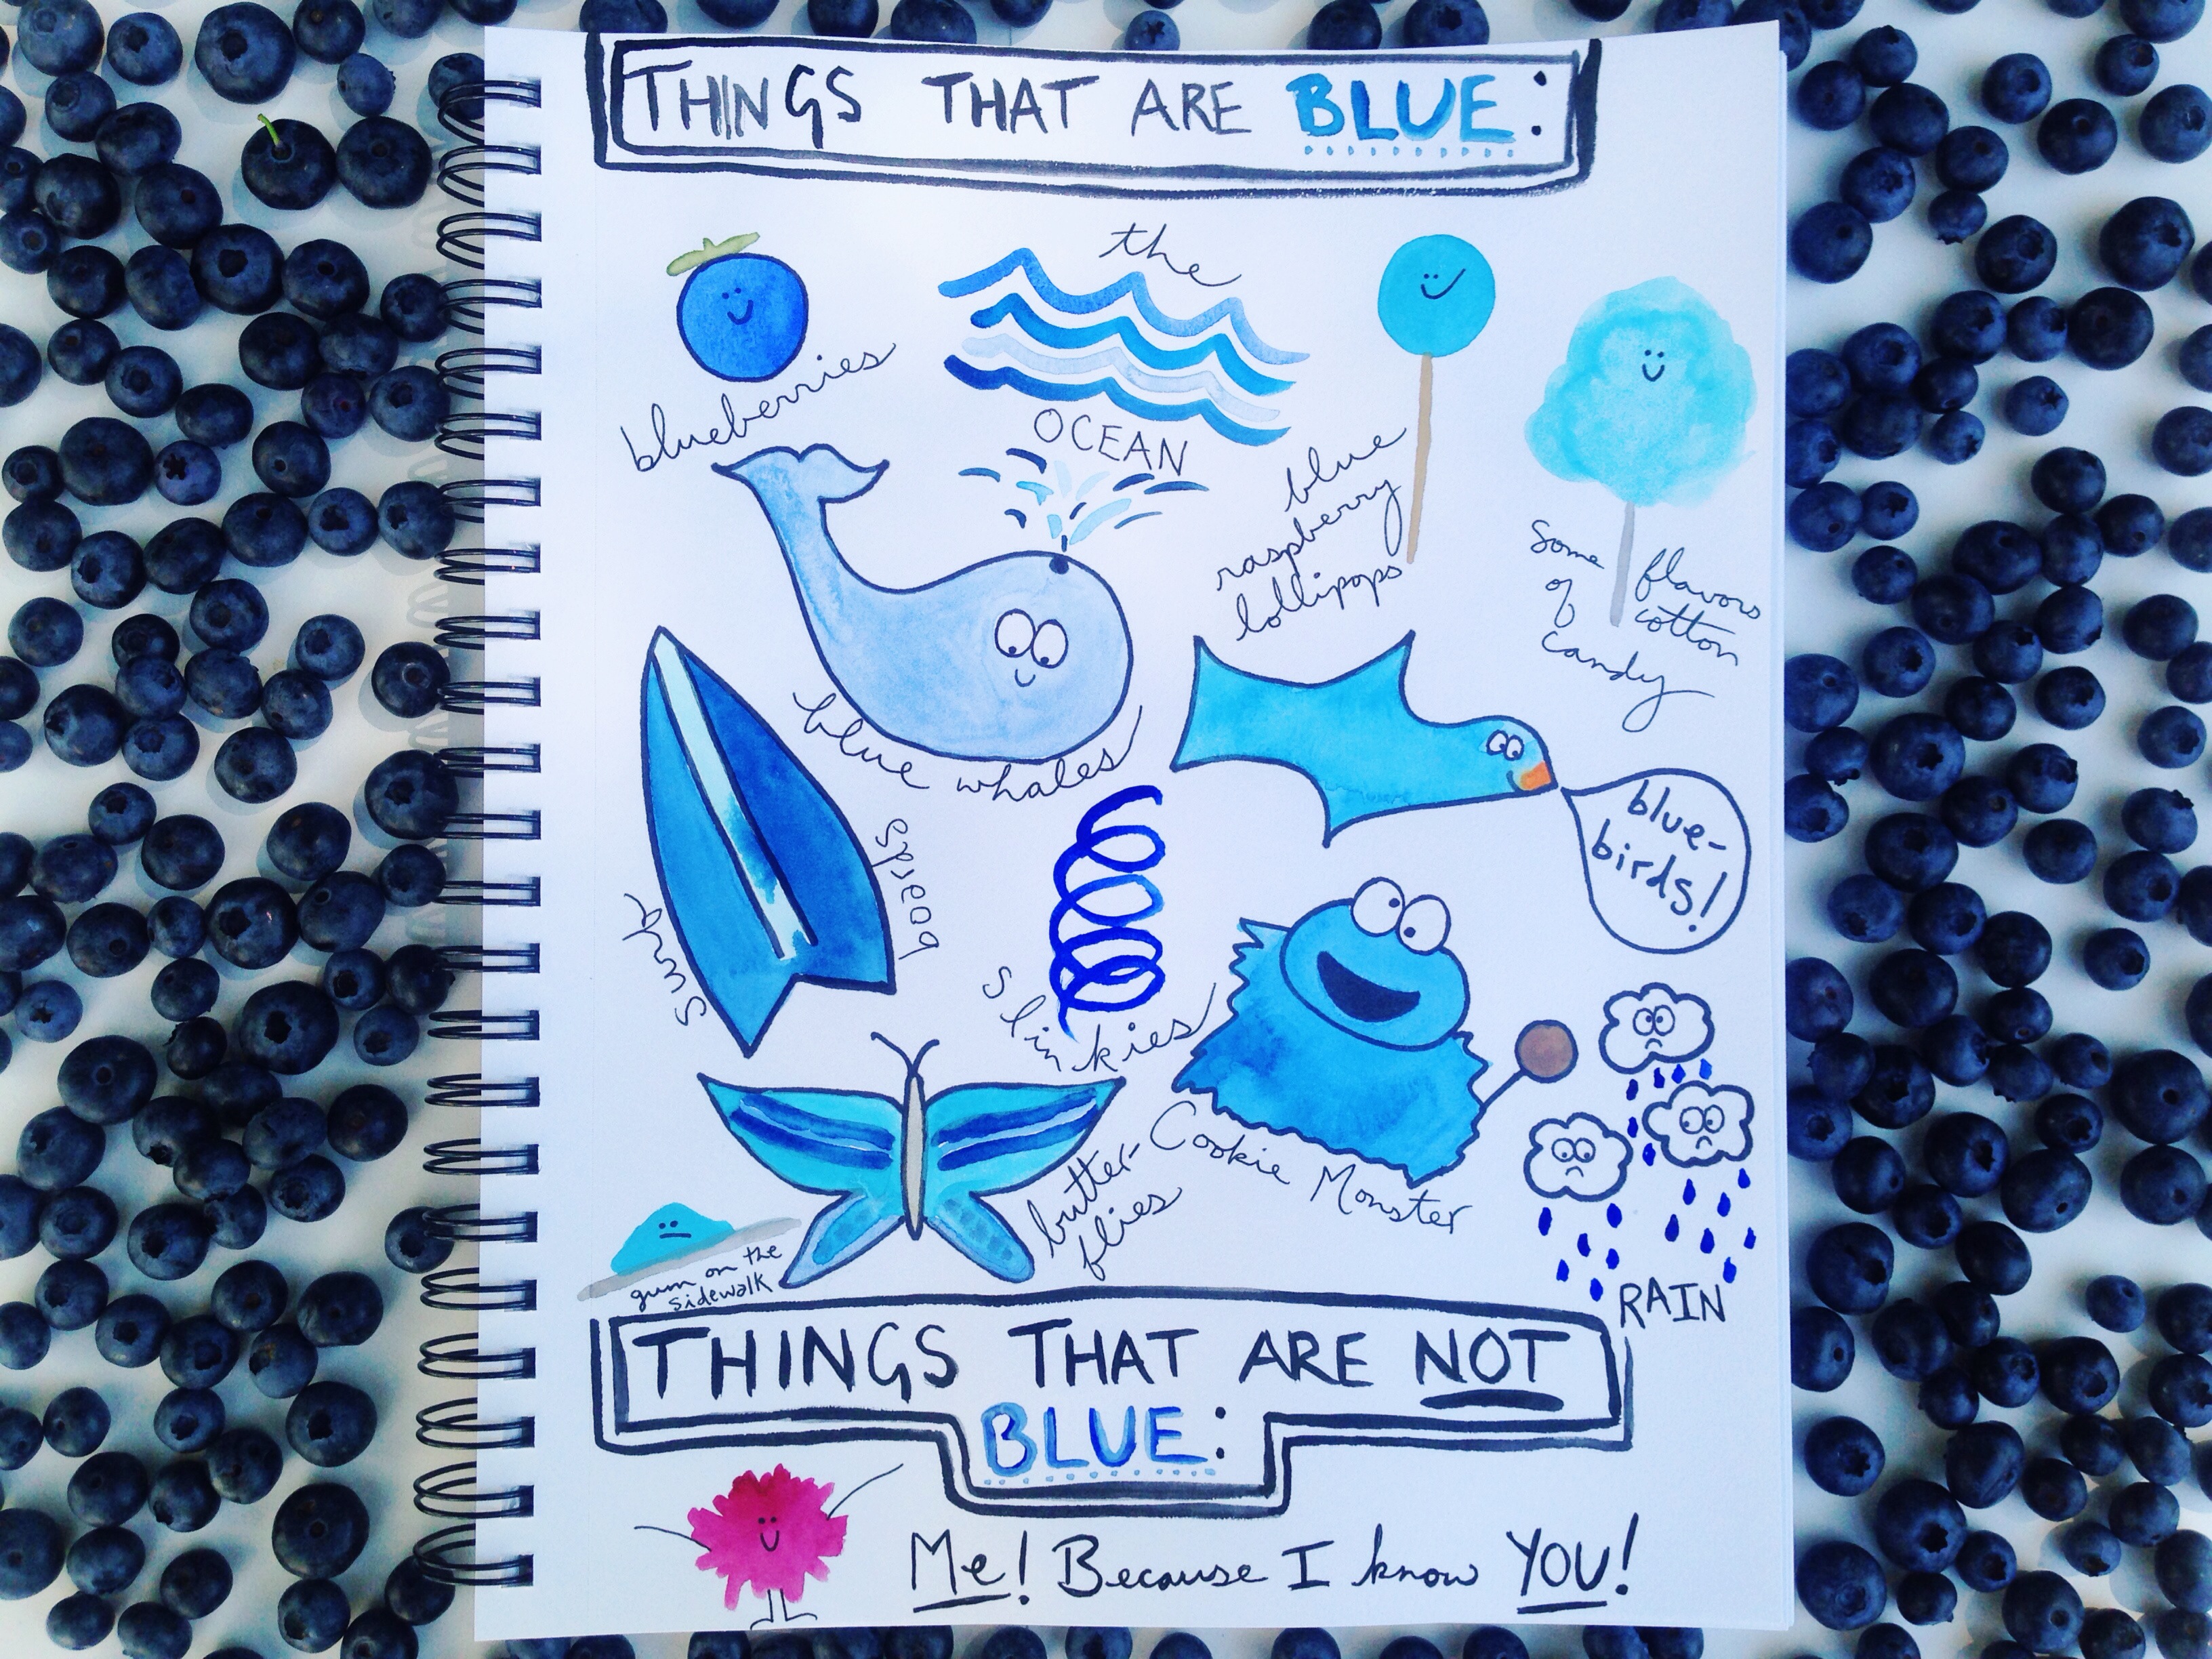 THINGS THAT ARE BLUE:
the
OCEAN
blueberries
blue
raspberry
lollipops
Some flavors
of cotton
candy
blue whales
blue-
birds!
surf boards
slinkies
Cookie Monster
butter-
flies
gum on the
sidewalk
RAIN
THINGS THAT ARE NOT
BLUE:
Me! Because I know YOU!